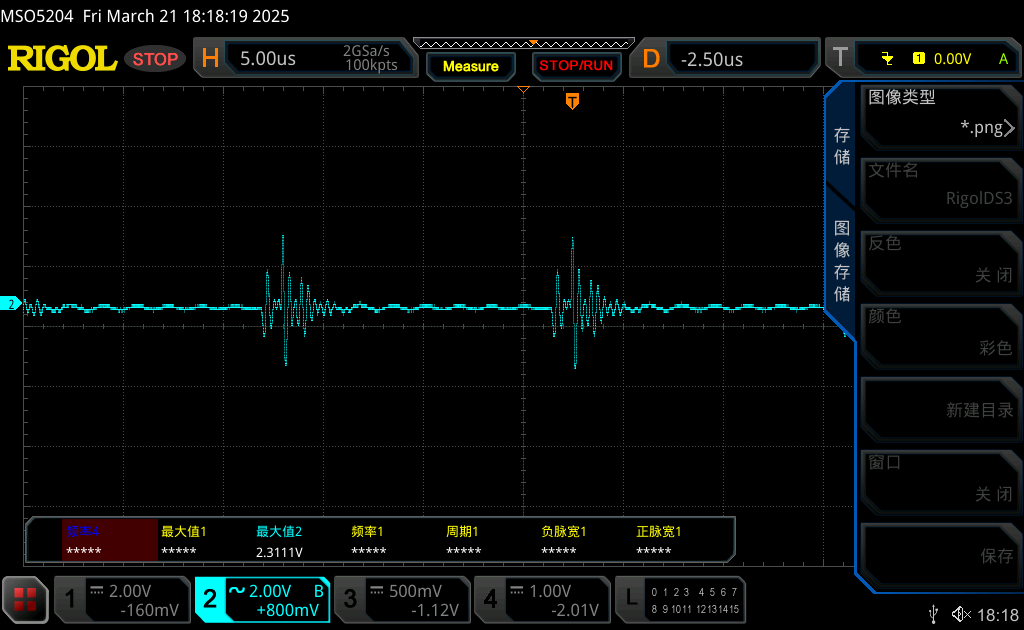 MSO5204 Fri March 21 18:18:19 2025
RIGOL STOP H 5.00us 2GSa/s 100kpts Measure STOP/RUN D -2.50us T 1 0.00V A
T
存储
图像存储
图像类型
*.png
文件名
RigolDS3
反色
关闭
颜色
彩色
新建目录
窗口
关闭
保存
2
最大值1 最大值2 频率1 周期1 负脉宽1 正脉宽1
***** ***** 2.3111V ***** ***** ***** *****
1 2.00V -160mV
2 2.00V B +800mV
3 500mV -1.12V
4 1.00V -2.01V
L 0 1 2 3 4 5 6 7
8 9 10 11 12 13 14 15
18:18